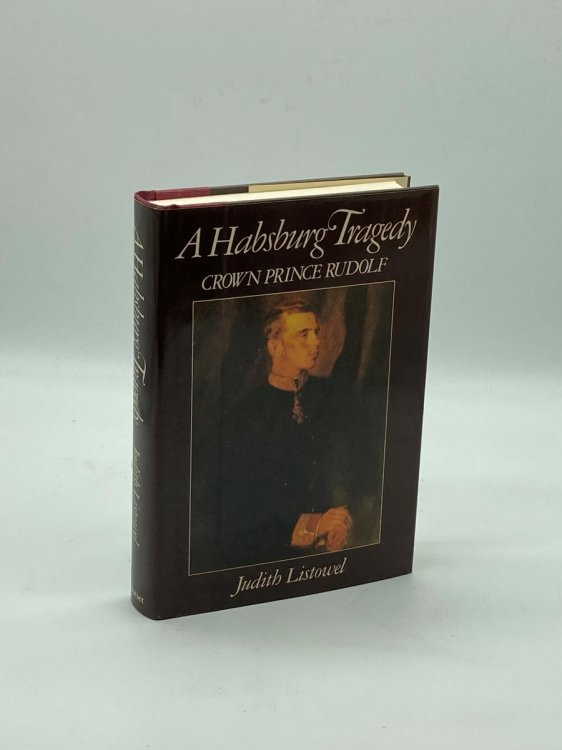 A Habsburg Tragedy
CROWN PRINCE RUDOLF
Judith Listowel
A Habsburg Tragedy Judith Listowel